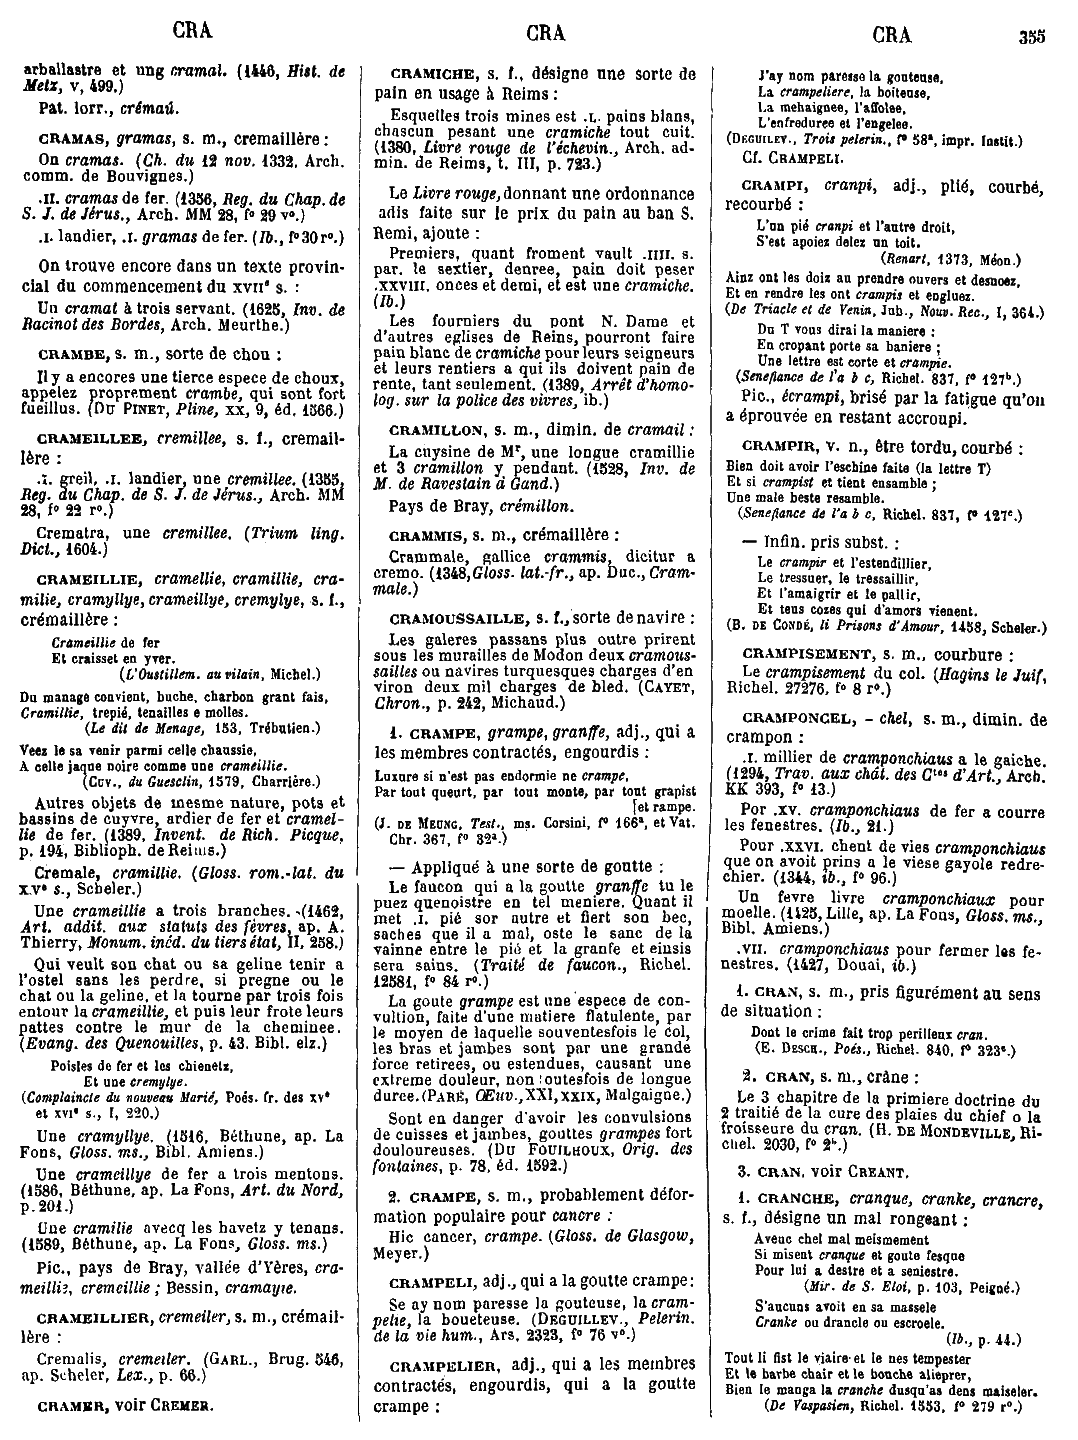 CRA
CRA
CRA
355
arballastre et ung cramal. (1446, Hist. de
Metz, v, 499.)
Pat. lorr., crémaú.
CRAMAS, gramas, s. m., cremaillère :
On cramas. (Ch. du 12 nov. 1332, Arch.
comm. de Bouvignes.)
.II. cramas de fer. (1356, Reg. du Chap. de
S. J. de Jérus., Arch. MM 28, f° 29 v°.)
.I. landier, .I. gramas de fer. (Ib., f° 30 r°.)
On trouve encore dans un texte provin-
cial du commencement du XVIIe s. :
Un cramat à trois servant. (1625, Inv. de
Racinot des Bordes, Arch. Meurthe.)
CRAMBE, s. m., sorte de chou :
Il y a encores une tierce espece de choux,
appelez proprement crambe, qui sont fort
fueillus. (DU PINET, Pline, XX, 9, éd. 1566.)
CRAMEILLEE, cremillee, s. f., cremail-
lère :
.I. greil, .I. landier, une cremillee. (1355,
Reg. du Chap. de S. J. de Jérus., Arch. MM
28, f° 22 r°.)
Crematra, une cremillee. (Trium ling.
Dict., 1604.)
CRAMEILLIE, cramellie, cramillie, cra-
milie, cramyllye, crameillye, cremylye, s. f.,
crémaillère :
Crameillie de fer
Et craisset en yver.
(L'Oustillem. au vilain, Michel.)
Du manage convient, buche, charbon grant fais,
Cramillie, trepié, tenailles e molles.
(Le dit de Menage, 153, Trébutien.)
Veez le sa venir parmi celle chaussie,
A celle jaque noire comme une crameillie.
(CUV., du Guesclin, 1579, Charrière.)
Autres objets de mesme nature, pots et
bassins de cuyvre, ardier de fer et cramel-
lie de fer. (1389, Invent. de Rich. Picque,
p. 194, Biblioph. de Reims.)
Cremale, cramillie. (Gloss. rom.-lat. du
XVe s., Scheler.)
Une crameillie a trois branches. (1462,
Art. addit. aux statuts des fèvres, ap. A.
Thierry, Monum. inéd. du tiers état, II, 258.)
Qui veult son chat ou sa geline tenir a
l'ostel sans les perdre, si pregne ou le
chat ou la geline, et la tourne par trois fois
entour la crameillie, et puis leur frote leurs
pattes contre le mur de la cheminee.
(Evang. des Quenouilles, p. 43. Bibl. elz.)
Poisles de fer et les chienetz,
Et une cremylye.
(Complaincte du nouveau Marié, Poés. fr. des XVe
et XVIe s., I, 220.)
Une cramyllye. (1516, Béthune, ap. La
Fons, Gloss. ms., Bibl. Amiens.)
Une crameillye de fer a trois mentons.
(1586, Béthune, ap. La Fons, Art. du Nord,
p. 201.)
Une cramilie avecq les havetz y tenans.
(1589, Béthune, ap. La Fons, Gloss. ms.)
Pic., pays de Bray, vallée d'Yères, cra-
meillie, cremeillie ; Bessin, cramayie.
CRAMEILLIER, cremeiler, s. m., crémail-
lère :
Cremalis, cremeiler. (GARL., Brug. 546,
ap. Scheler, Lex., p. 66.)
CRAMER, voir CREMER.
CRAMICHE, s. f., désigne une sorte de
pain en usage à Reims :
Esquelles trois mines est .L. pains blans,
chascun pesant une cramiche tout cuit.
(1380, Livre rouge de l'échevin., Arch. ad-
min. de Reims, t. III, p. 723.)
Le Livre rouge, donnant une ordonnance
adis faite sur le prix du pain au ban S.
Remi, ajoute :
Premiers, quant froment vault .IIII. s.
par. le sextier, denree, pain doit peser
.XXVIII. onces et demi, et est une cramiche.
(Ib.)
Les fourniers du pont N. Dame et
d'autres eglises de Reins, pourront faire
pain blanc de cramiche pour leurs seigneurs
et leurs rentiers a qui ils doivent pain de
rente, tant seulement. (1389, Arrêt d'homo-
log. sur la police des vivres, ib.)
CRAMILLON, s. m., dimin. de cramail :
La cuysine de Mr, une longue cramillie
et 3 cramillon y pendant. (1528, Inv. de
M. de Ravestain à Gand.)
Pays de Bray, crémillon.
CRAMMIS, s. m., crémaillère :
Crammale, gallice crammis, dicitur a
cremo. (1348, Gloss. lat.-fr., ap. Duc., Cram-
male.)
CRAMOUSSAILLE, s. f., sorte de navire :
Les galeres passans plus outre prirent
sous les murailles de Modon deux cramous-
sailles ou navires turquesques charges d'en
viron deux mil charges de bled. (CAYET,
Chron., p. 242, Michaud.)
1. CRAMPE, grampe, granffe, adj., qui a
les membres contractés, engourdis :
Luxure si n'est pas endormie ne crampe,
Par tout queurt, par tout monte, par tout grapist
[et rampe.
(J. DE MEUNG, Test., ms. Corsini, f° 166a, et Vat.
Chr. 367, f° 32a.)
— Appliqué à une sorte de goutte :
Le faucon qui a la goutte granffe tu le
puez quenoistre en tel meniere. Quant il
met .I. pié sor autre et fiert son bec,
saches que il a mal, oste le sanc de la
vainne entre le pié et la granfe et einsis
sera sains. (Traité de faucon., Richel.
12581, f° 84 r°.)
La goute grampe est une espece de con-
vultion, faite d'une matiere flatulente, par
le moyen de laquelle souventesfois le col,
les bras et jambes sont par une grande
force retirees, ou estendues, causant une
extreme douleur, non toutesfois de longue
duree. (PARÉ, Œuv., XXI, XXIX, Malgaigne.)
Sont en danger d'avoir les convulsions
de cuisses et jambes, gouttes grampes fort
douloureuses. (DU FOUILHOUX, Orig. des
fontaines, p. 78, éd. 1592.)
2. CRAMPE, s. m., probablement défor-
mation populaire pour cancre :
Hic cancer, crampe. (Gloss. de Glasgow,
Meyer.)
CRAMPELI, adj., qui a la goutte crampe :
Se ay nom paresse la gouteuse, la cram-
pelie, la boueteuse. (DEGUILLEV., Pelerin.
de la vie hum., Ars. 2323, f° 76 v°.)
CRAMPELIER, adj., qui a les membres
contractés, engourdis, qui a la goutte
crampe :
J'ay nom paresse la gouteuse,
La crampeliere, la boiteuse,
La mehaignee, l'affolee,
L'enfreduree et l'engelee.
(DEGUILEV., Trois pelerin., f° 58a, impr. Instit.)
Cf. CRAMPELI.
CRAMPI, cranpi, adj., plié, courbé,
recourbé :
L'un pié cranpi et l'autre droit,
S'est apoiez delez un toit.
(Renart, 1373, Méon.)
Ainz ont les doiz au prendre ouvers et desnoez,
Et en rendre les ont crampis et engluez.
(De Triacle et de Venin, Jub., Nouv. Rec., I, 364.)
Du T vous dirai la maniere :
En cropant porte sa baniere ;
Une lettre est corte et crampie.
(Senefiance de l'a b c, Richel. 837, f° 127b.)
Pic., écrampi, brisé par la fatigue qu'on
a éprouvée en restant accroupi.
CRAMPIR, v. n., être tordu, courbé :
Bien doit avoir l'eschine faite (la lettre T)
Et si crampist et tient ensamble ;
Une male beste resamble.
(Senefiance de l'a b c, Richel. 837, f° 127c.)
— Infin. pris subst. :
Le crampir et l'estendillier,
Le tressuer, le tressaillir,
Et l'amaigrir et le pallir,
Et teus cozes qui d'amors vienent.
(B. DE CONDÉ, li Prisons d'Amour, 1458, Scheler.)
CRAMPISEMENT, s. m., courbure :
Le crampisement du col. (Hagins le Juif,
Richel. 27276, f° 8 r°.)
CRAMPONCEL, - chel, s. m., dimin. de
crampon :
.I. millier de cramponchiaus a le gaiche.
(1294, Trav. aux chât. des Ctes d'Art., Arch.
KK 393, f° 13.)
Por .XV. cramponchiaus de fer a courre
les fenestres. (Ib., 21.)
Pour .XXVI. chent de vies cramponchiaus
que on avoit prins a le viese gayole redre-
chier. (1344, ib., f° 96.)
Un fevre livre cramponchiaux pour
moelle. (1425, Lille, ap. La Fons, Gloss. ms.,
Bibl. Amiens.)
.VII. cramponchiaus pour fermer les fe-
nestres. (1427, Douai, ib.)
1. CRAN, s. m., pris figurément au sens
de situation :
Dont le crime fait trop perilleux cran.
(E. DESCH., Poés., Richel. 840, f° 323a.)
2. CRAN, s. m., crâne :
Le 3 chapitre de la primiere doctrine du
2 traitié de la cure des plaies du chief o la
froisseure du cran. (H. DE MONDEVILLE, Ri-
chel. 2030, f° 2b.)
3. CRAN, voir CREANT.
1. CRANCHE, cranque, cranke, crancre,
s. f., désigne un mal rongeant :
Aveuc chel mal meismement
Si misent cranque et goute fesque
Pour lui a destre et a seniestre.
(Mir. de S. Eloi, p. 103, Peigné.)
S'aucuns avoit en sa massele
Cranke ou drancle ou escroele.
(Ib., p. 44.)
Tout li fist le viaire et le nes tempester
Et le barbe chair et le bouche alieprer,
Bien le manga la cranche dusqu'as dens maiseler.
(De Vaspasien, Richel. 1553, f° 279 r°.)